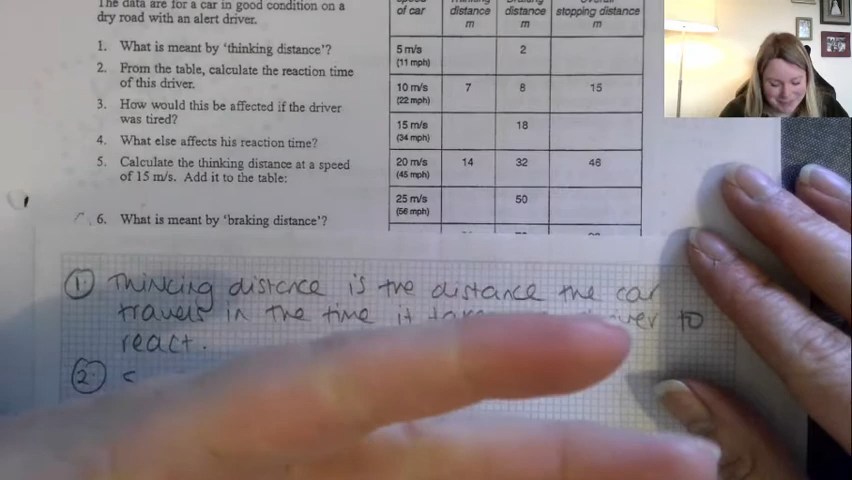 The data are for a car in good condition on a
dry road with an alert driver.
1. What is meant by 'thinking distance'?
2. From the table, calculate the reaction time
of this driver.
3. How would this be affected if the driver
was tired?
4. What else affects his reaction time?
5. Calculate the thinking distance at a speed
of 15 m/s. Add it to the table:
6. What is meant by 'braking distance'?
of car distance distance stopping distance
m m m
5 m/s 2
(11 mph)
10 m/s 7 8 15
(22 mph)
15 m/s 18
(34 mph)
20 m/s 14 32 46
(45 mph)
25 m/s 50
(56 mph)
① Thinking distance is the distance the car
travels in the time it to
react.
②